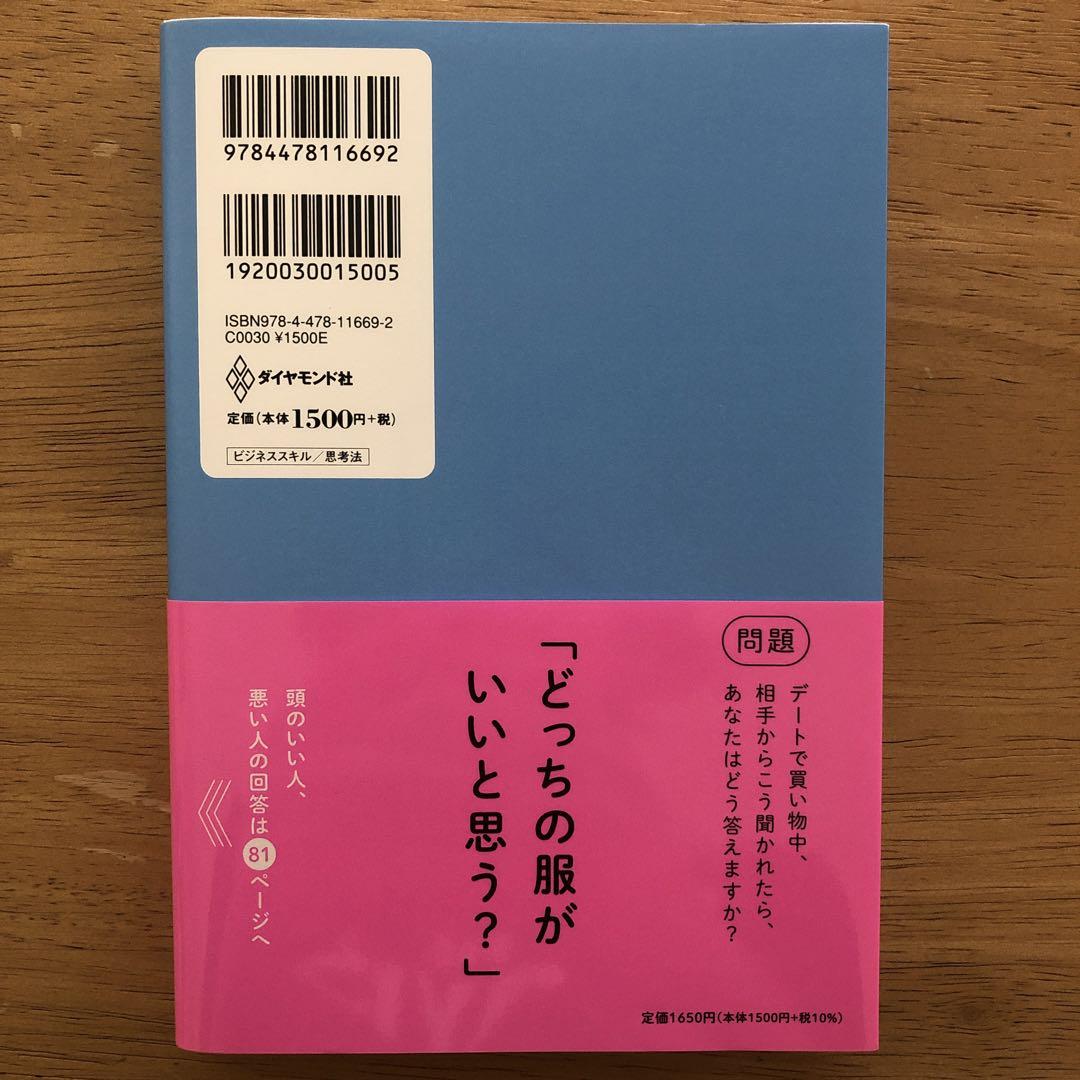 9784478116692
1920030015005
ISBN978-4-478-11669-2
C0030 ¥1500E
ダイヤモンド社
定価(本体1500円+税)
ビジネススキル/思考法
問題
デートで買い物中、
相手からこう聞かれたら、
あなたはどう答えますか?
「どっちの服が
いいと思う?」
頭のいい人、
悪い人の回答は81ページへ
定価1650円(本体1500円+税10%)